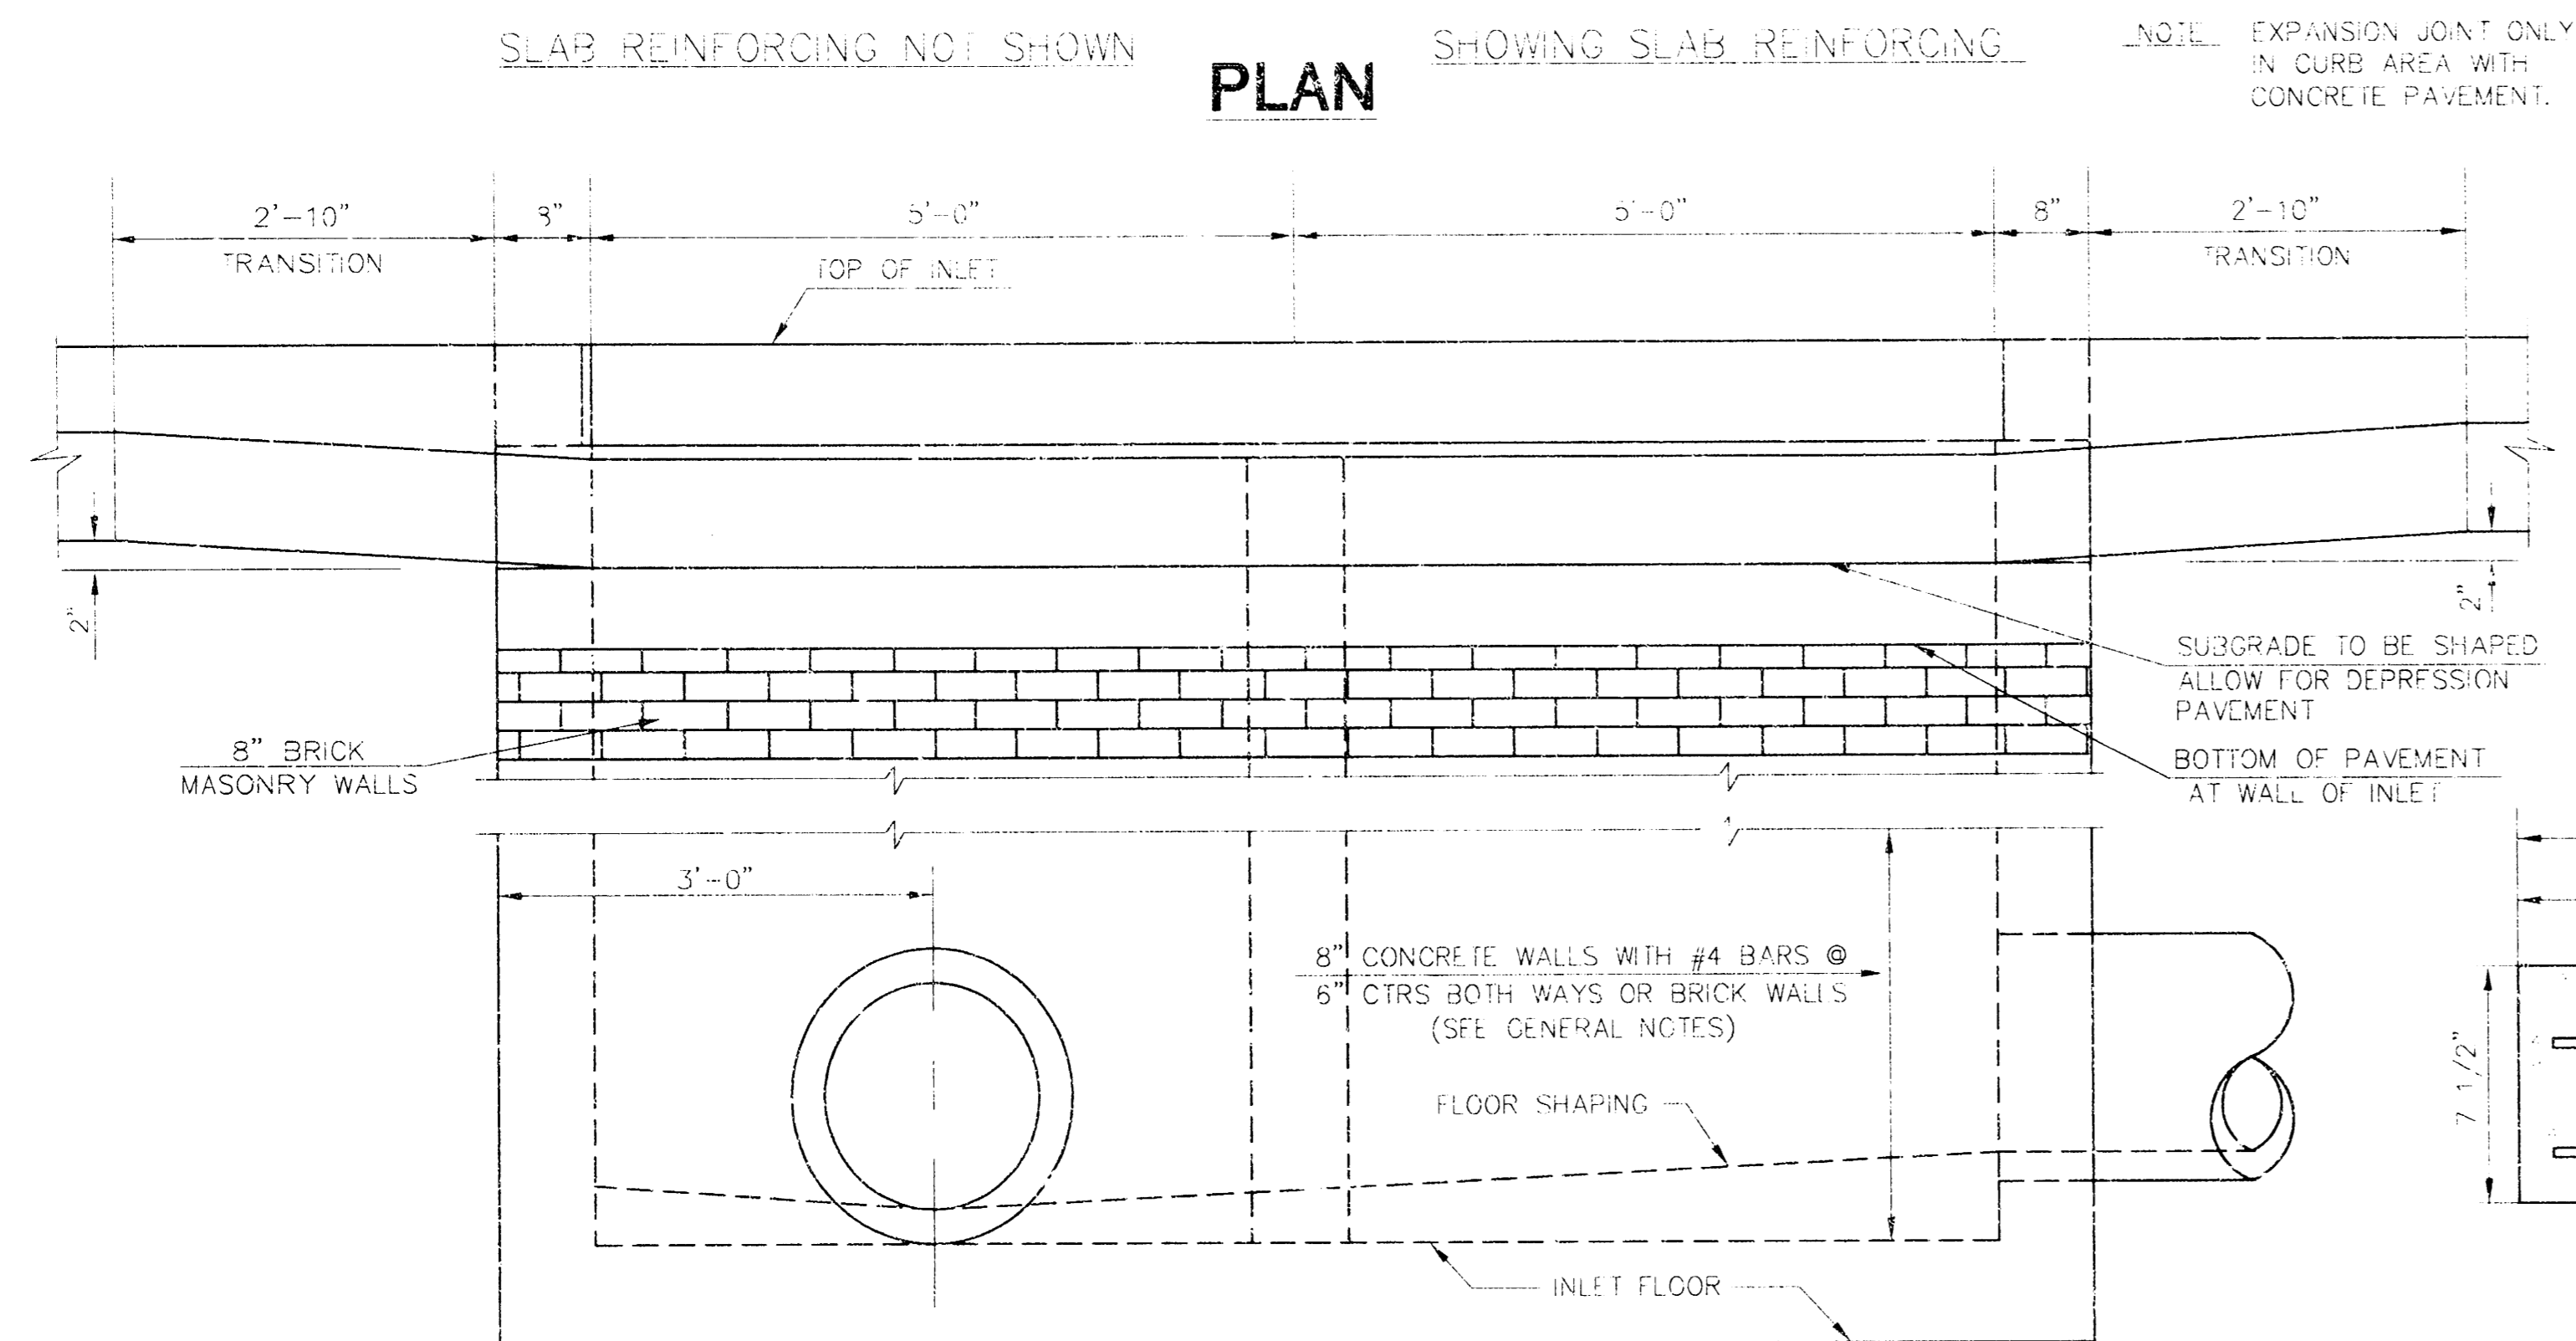 SLAB REINFORCING NOT SHOWN
SHOWING SLAB REINFORCING
PLAN
NOTE EXPANSION JOINT ONLY
IN CURB AREA WITH
CONCRETE PAVEMENT.
2'-10"
8"
5'-0"
5'-0"
8"
2'-10"
TRANSITION
TRANSITION
TOP OF INLET
2"
2"
SUBGRADE TO BE SHAPED
ALLOW FOR DEPRESSION
PAVEMENT
8" BRICK
MASONRY WALLS
BOTTOM OF PAVEMENT
AT WALL OF INLET
3'-0"
8" CONCRETE WALLS WITH #4 BARS @
6" CTRS BOTH WAYS OR BRICK WALLS
(SEE GENERAL NOTES)
7 1/2"
FLOOR SHAPING
INLET FLOOR